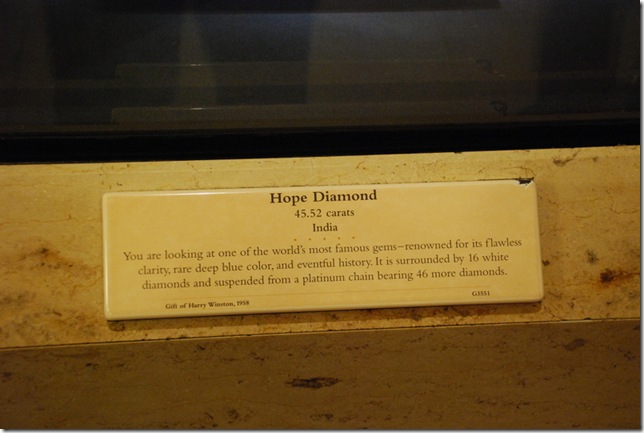 Hope Diamond
45.52 carats
India
You are looking at one of the world's most famous gems—renowned for its flawless
clarity, rare deep blue color, and eventful history. It is surrounded by 16 white
diamonds and suspended from a platinum chain bearing 46 more diamonds.
Gift of Harry Winston, 1958 G3551